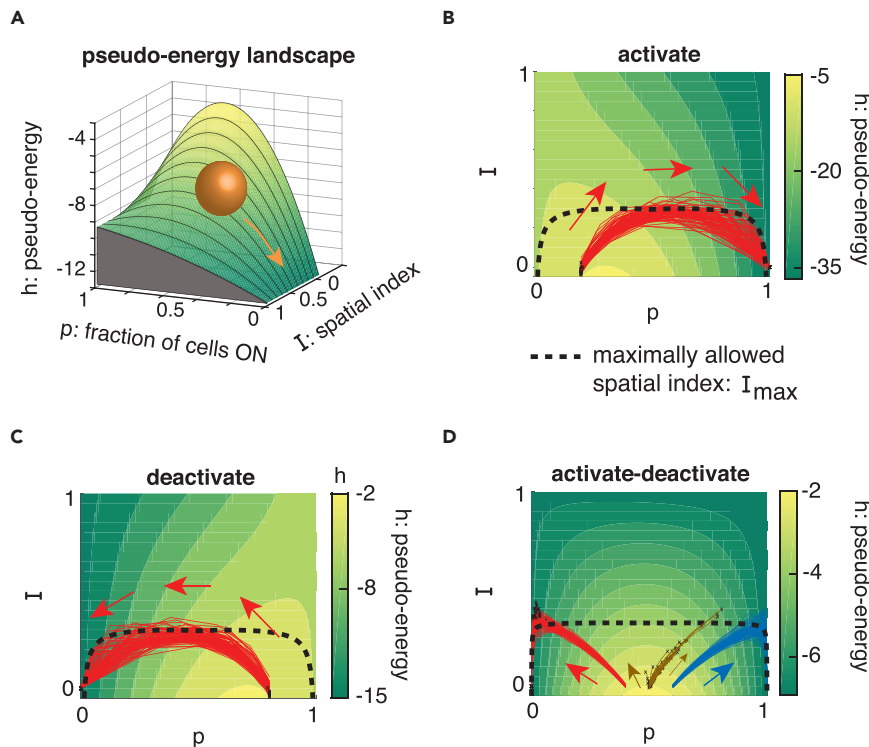 A
pseudo-energy landscape
h: pseudo-energy
-4
-6
-8
-10
-12
1
0.5
0
p: fraction of cells ON
1
0.5
0
I: spatial index
B
activate
1
I
0
0
1
p
-5
-20
-35
h: pseudo-energy
maximally allowed
spatial index: Imax
C
deactivate
1
I
0
0
1
p
h
-2
-8
-15
h: pseudo-energy
D
activate-deactivate
1
I
0
0
1
p
-2
-4
-6
h: pseudo-energy